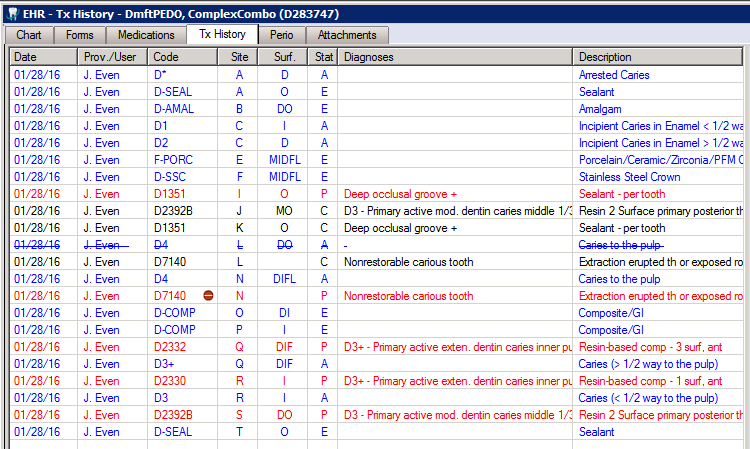 EHR - Tx History - DmftPEDO, ComplexCombo (D283747)
Chart Forms Medications Tx History Perio Attachments
Date Prov./User Code Site Surf. Stat Diagnoses Description
01/28/16 J. Even D* A D A Arrested Caries
01/28/16 J. Even D-SEAL A O E Sealant
01/28/16 J. Even D-AMAL B DO E Amalgam
01/28/16 J. Even D1 C I A Incipient Caries in Enamel < 1/2 wa
01/28/16 J. Even D2 C D A Incipient Caries in Enamel > 1/2 wa
01/28/16 J. Even F-PORC E MIDFL E Porcelain/Ceramic/Zirconia/PFM C
01/28/16 J. Even D-SSC F MIDFL E Stainless Steel Crown
01/28/16 J. Even D1351 I O P Deep occlusal groove + Sealant - per tooth
01/28/16 J. Even D2392B J MO C D3 - Primary active mod. dentin caries middle 1/3 Resin 2 Surface primary posterior th
01/28/16 J. Even D1351 K O C Deep occlusal groove + Sealant - per tooth
01/28/16 J. Even D4 L DO A - Caries to the pulp
01/28/16 J. Even D7140 L C Nonrestorable carious tooth Extraction erupted th or exposed ro
01/28/16 J. Even D4 N DIFL A Caries to the pulp
01/28/16 J. Even D7140 N P Nonrestorable carious tooth Extraction erupted th or exposed ro
01/28/16 J. Even D-COMP O DI E Composite/GI
01/28/16 J. Even D-COMP P I E Composite/GI
01/28/16 J. Even D2332 Q DIF P D3+ - Primary active exten. dentin caries inner pu Resin-based comp - 3 surf, ant
01/28/16 J. Even D3+ Q DIF A Caries (> 1/2 way to the pulp)
01/28/16 J. Even D2330 R I P D3+ - Primary active exten. dentin caries inner pu Resin-based comp - 1 surf, ant
01/28/16 J. Even D3 R I A Caries (< 1/2 way to the pulp)
01/28/16 J. Even D2392B S DO P D3 - Primary active mod. dentin caries middle 1/3 Resin 2 Surface primary posterior th
01/28/16 J. Even D-SEAL T O E Sealant